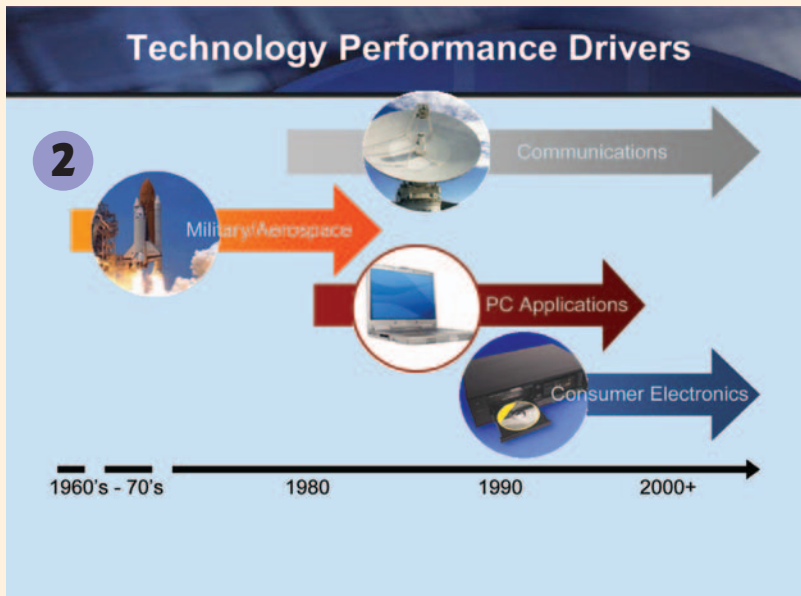 Technology Performance Drivers
2
Communications
Military/Aerospace
PC Applications
Consumer Electronics
1960's - 70's 1980 1990 2000+